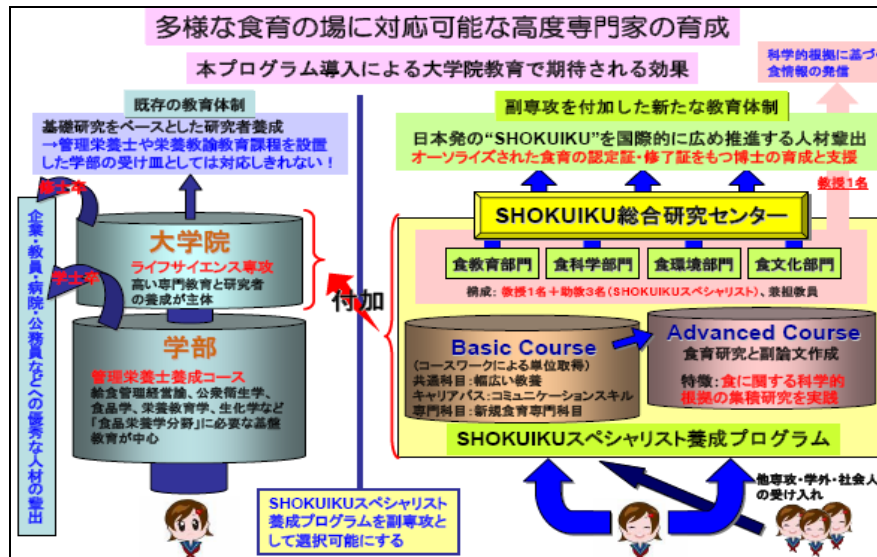 多様な食育の場に対応可能な高度専門家の育成
本プログラム導入による大学院教育で期待される効果
科学的根拠に基づ
食情報の発信
既存の教育体制
基礎研究をベースとした研究者養成
→管理栄養士や栄養教諭教育課程を設置
した学部の受け皿としては対応しきれない！
修士卒
学士卒
企業・教員・病院・公務員などへの優秀な人材の輩出
大学院
ライフサイエンス専攻
高い専門教育と研究者
の養成が主体
学部
管理栄養士養成コース
給食管理経営論、公衆衛生学、
食品学、栄養教育学、生化学など
「食品栄養学分野」に必要な基盤
教育が中心
付加
SHOKUIKUスペシャリスト
養成プログラムを副専攻と
して選択可能にする
副専攻を付加した新たな教育体制
日本発の“SHOKUIKU”を国際的に広め推進する人材輩出
オーソライズされた食育の認定証・修了証をもつ博士の育成と支援
教授1名
SHOKUIKU総合研究センター
食教育部門
食科学部門
食環境部門
食文化部門
構成：教授1名＋助教3名（SHOKUIKUスペシャリスト）、兼担教員
Basic Course
(コースワークによる単位取得)
共通科目：幅広い教養
キャリアパス：コミュニケーションスキル
専門科目：新規食育専門科目
Advanced Course
食育研究と副論文作成
特徴：食に関する科学的
根拠の集積研究を実践
SHOKUIKUスペシャリスト養成プログラム
他専攻・学外・社会人
の受け入れ